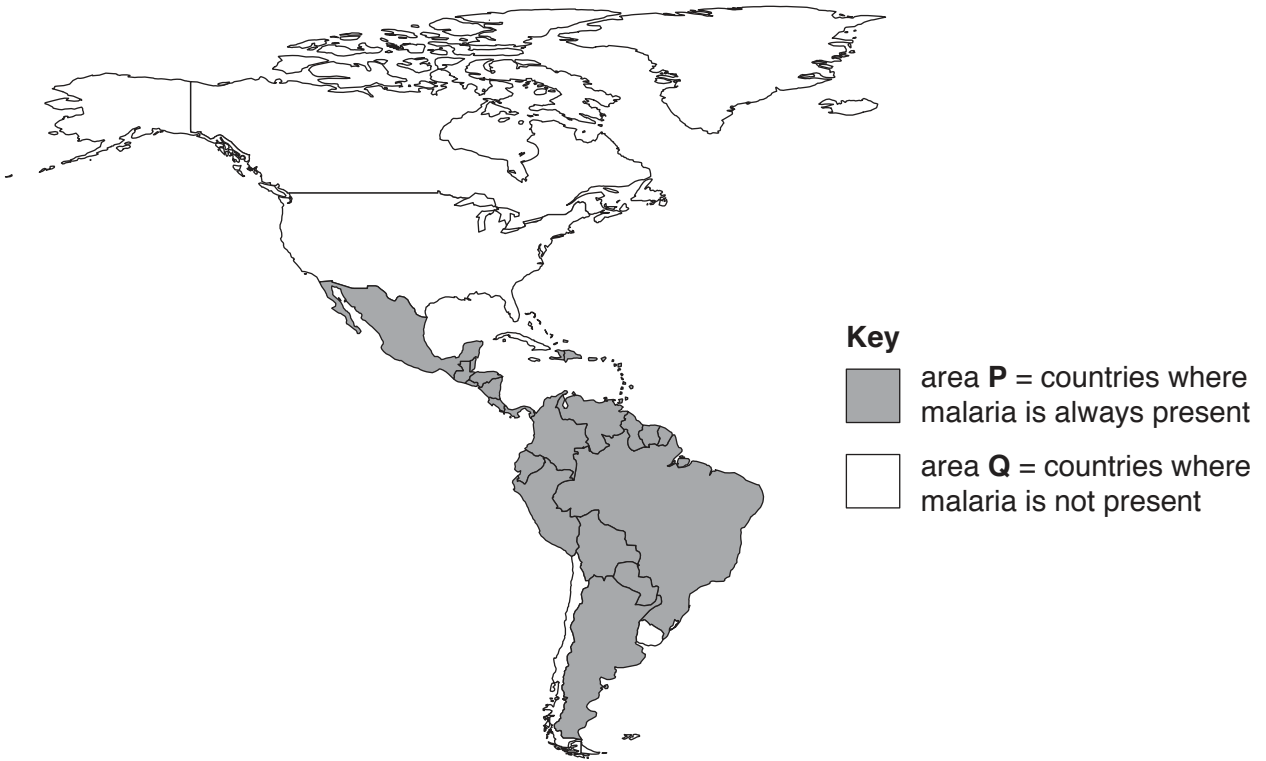 Key
area P = countries where
malaria is always present
area Q = countries where
malaria is not present